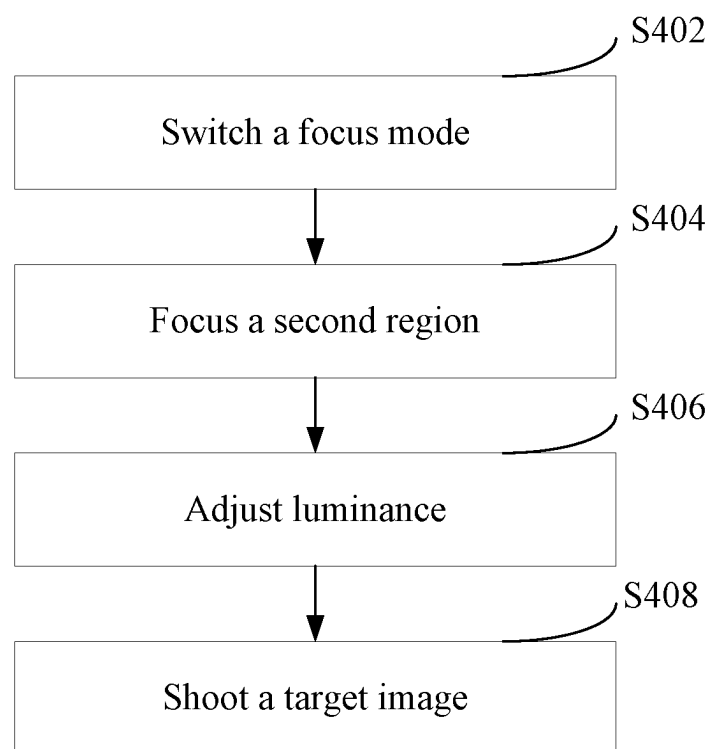 S402
Switch a focus mode
S404
Focus a second region
S406
Adjust luminance
S408
Shoot a target image